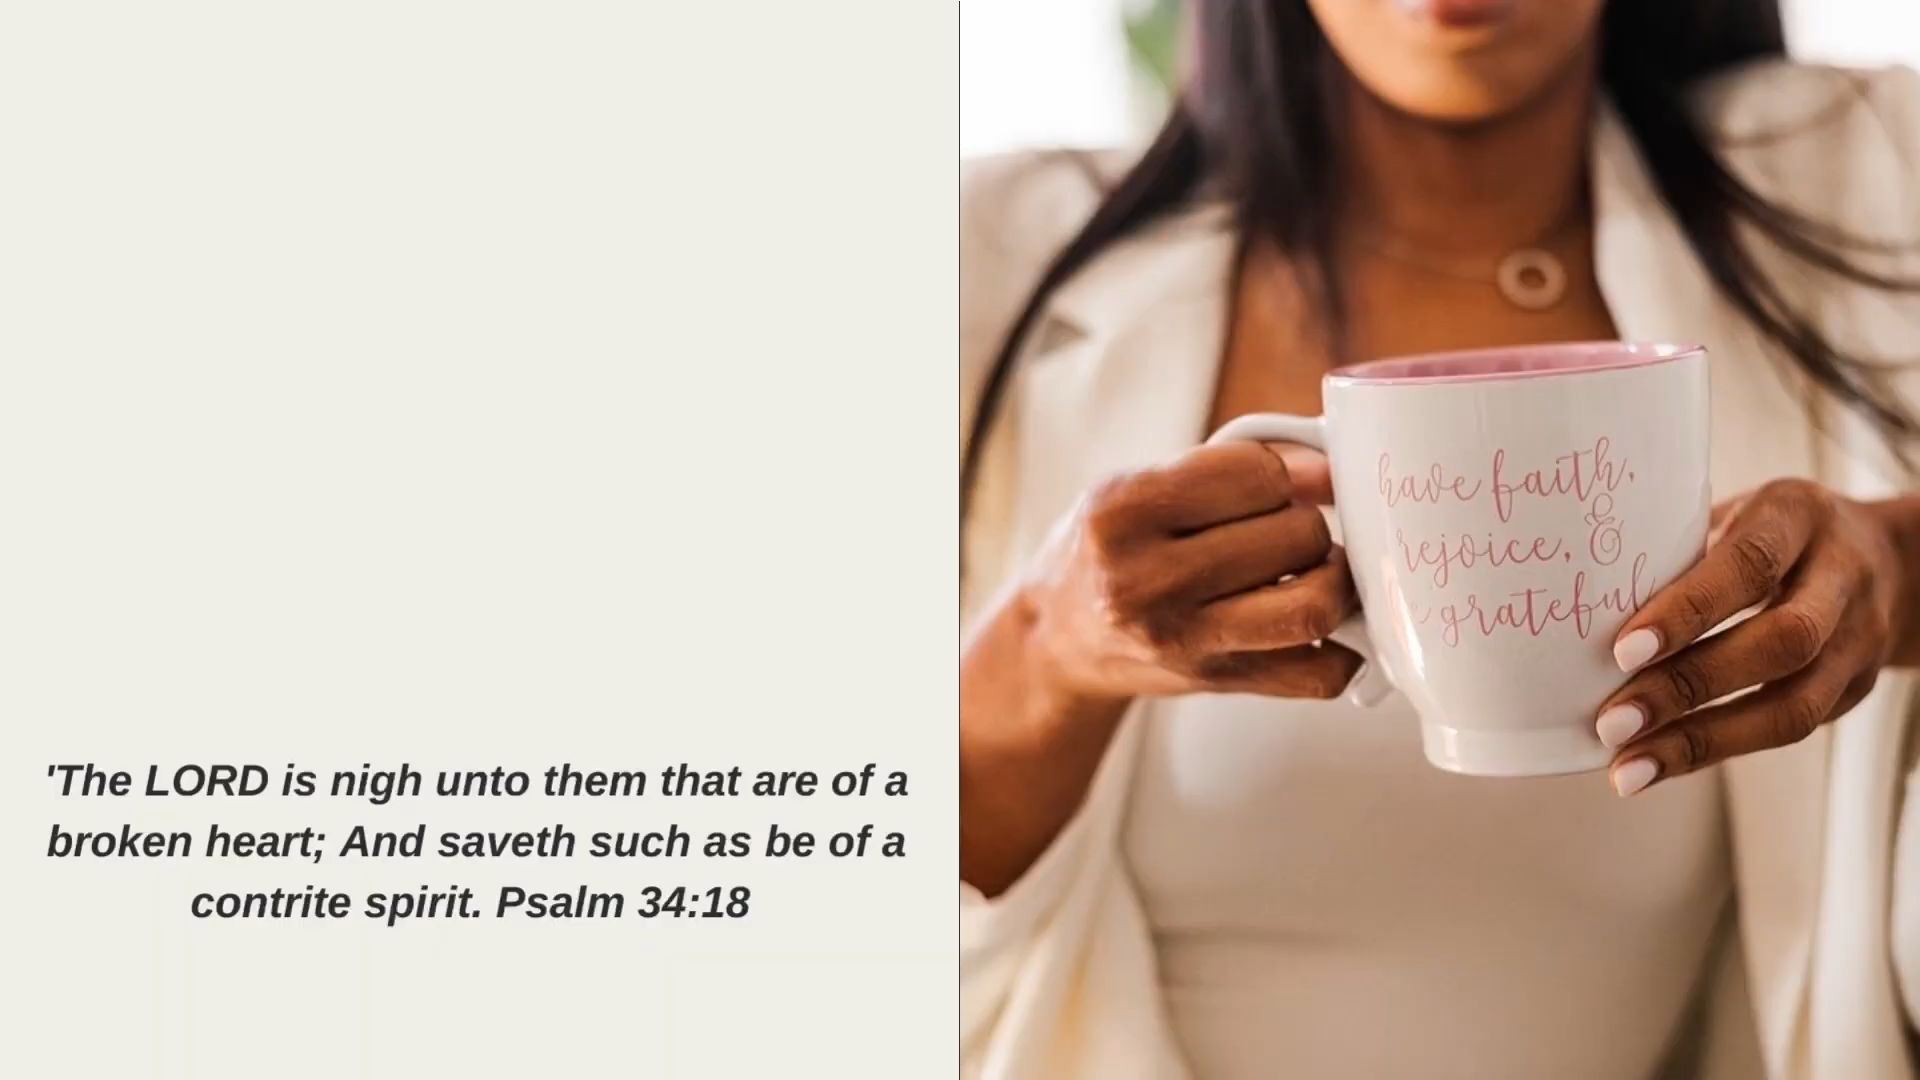 'The LORD is nigh unto them that are of a
broken heart; And saveth such as be of a
contrite spirit. Psalm 34:18
have faith,
rejoice, &
grateful